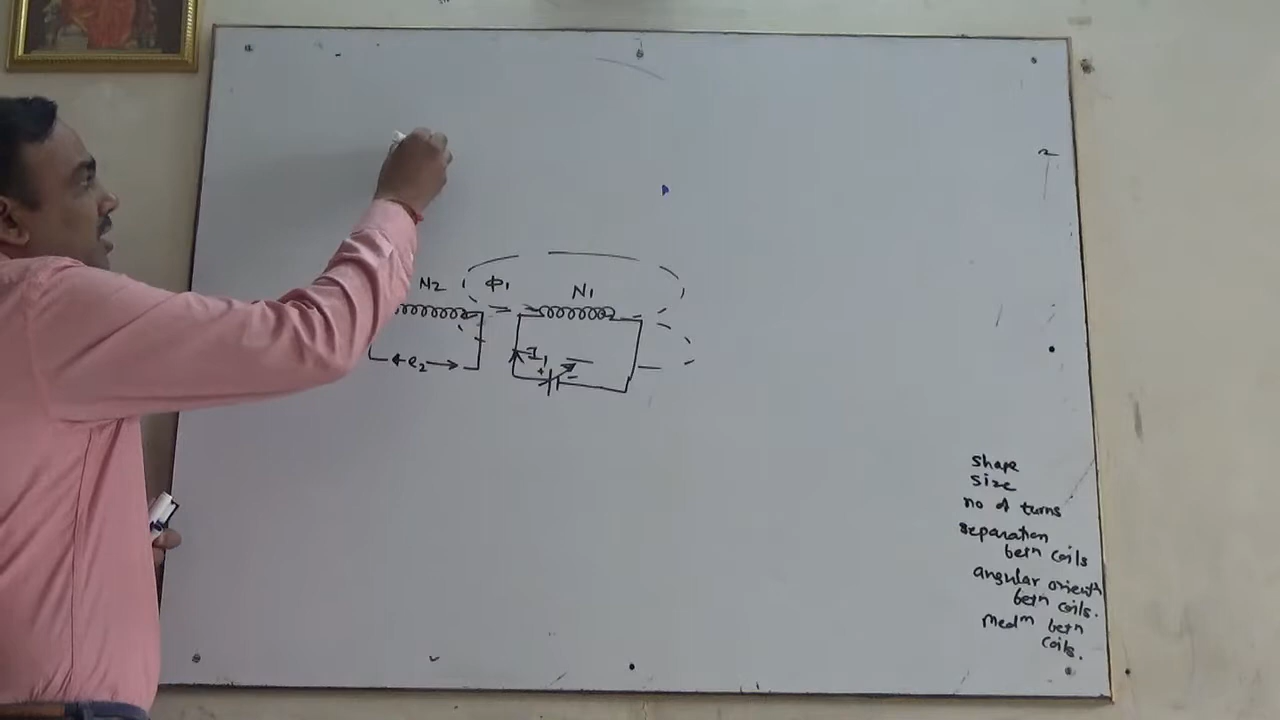 N2 Φ1 N1
I1
+ -
e2
shape
size
no of turns
separation
betn coils
angular orientn
betn coils.
medm betn
coils.